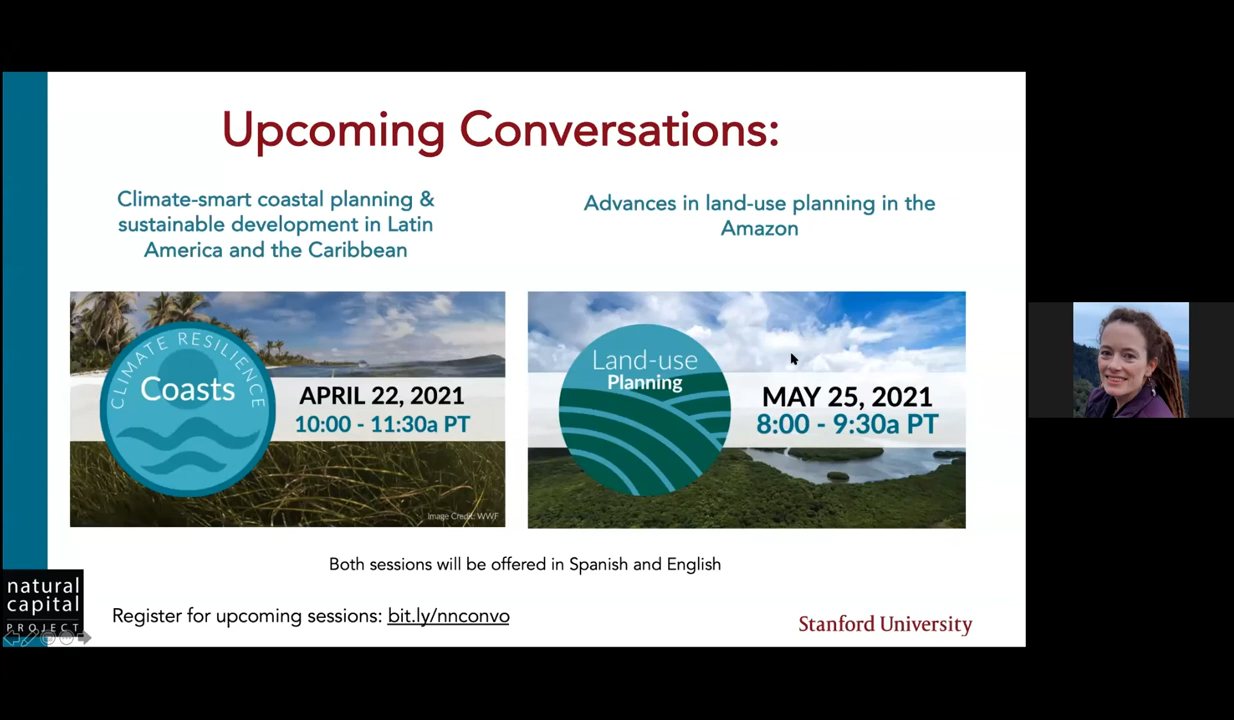 Upcoming Conversations:
Climate-smart coastal planning &
sustainable development in Latin
America and the Caribbean
Advances in land-use planning in the
Amazon
CLIMATE RESILIENCE
Coasts
APRIL 22, 2021
10:00 - 11:30a PT
Image Credit: WWF
Land-use
Planning
MAY 25, 2021
8:00 - 9:30a PT
Both sessions will be offered in Spanish and English
natural
capital
PROJECT
Register for upcoming sessions: bit.ly/nnconvo
Stanford University